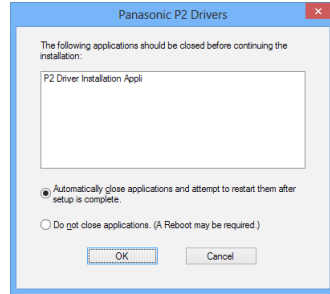 Panasonic P2 Drivers
The following applications should be closed before continuing the
installation:
P2 Driver Installation Appli
Automatically close applications and attempt to restart them after
setup is complete.
Do not close applications. (A Reboot may be required.)
OK
Cancel